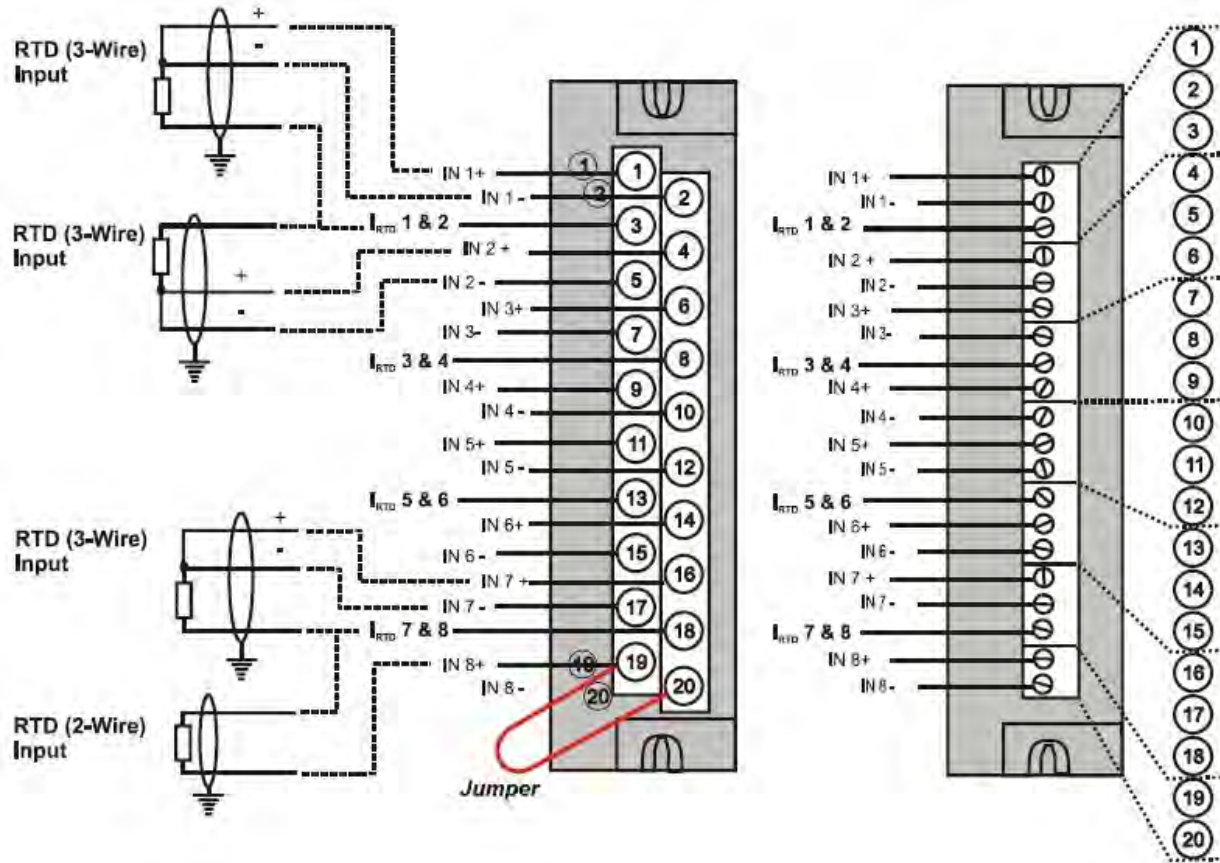 RTD (3-Wire)
Input
+
-
RTD (3-Wire)
Input
+
-
RTD (3-Wire)
Input
+
-
RTD (2-Wire)
Input
IN 1+
IN 1-
IRTD 1 & 2
IN 2 +
IN 2 -
IN 3+
IN 3-
IRTD 3 & 4
IN 4+
IN 4 -
IN 5+
IN 5 -
IRTD 5 & 6
IN 6+
IN 6 -
IN 7 +
IN 7 -
IRTD 7 & 8
IN 8+
IN 8 -
1
2
19
20
1
2
3
4
5
6
7
8
9
10
11
12
13
14
15
16
17
18
19
20
Jumper
IN 1+
IN 1-
IRTD 1 & 2
IN 2 +
IN 2-
IN 3+
IN 3-
IRTD 3 & 4
IN 4+
IN 4-
IN 5+
IN 5-
IRTD 5 & 6
IN 6+
IN 6-
IN 7 +
IN 7-
IRTD 7 & 8
IN 8+
IN 8-
1
2
3
4
5
6
7
8
9
10
11
12
13
14
15
16
17
18
19
20